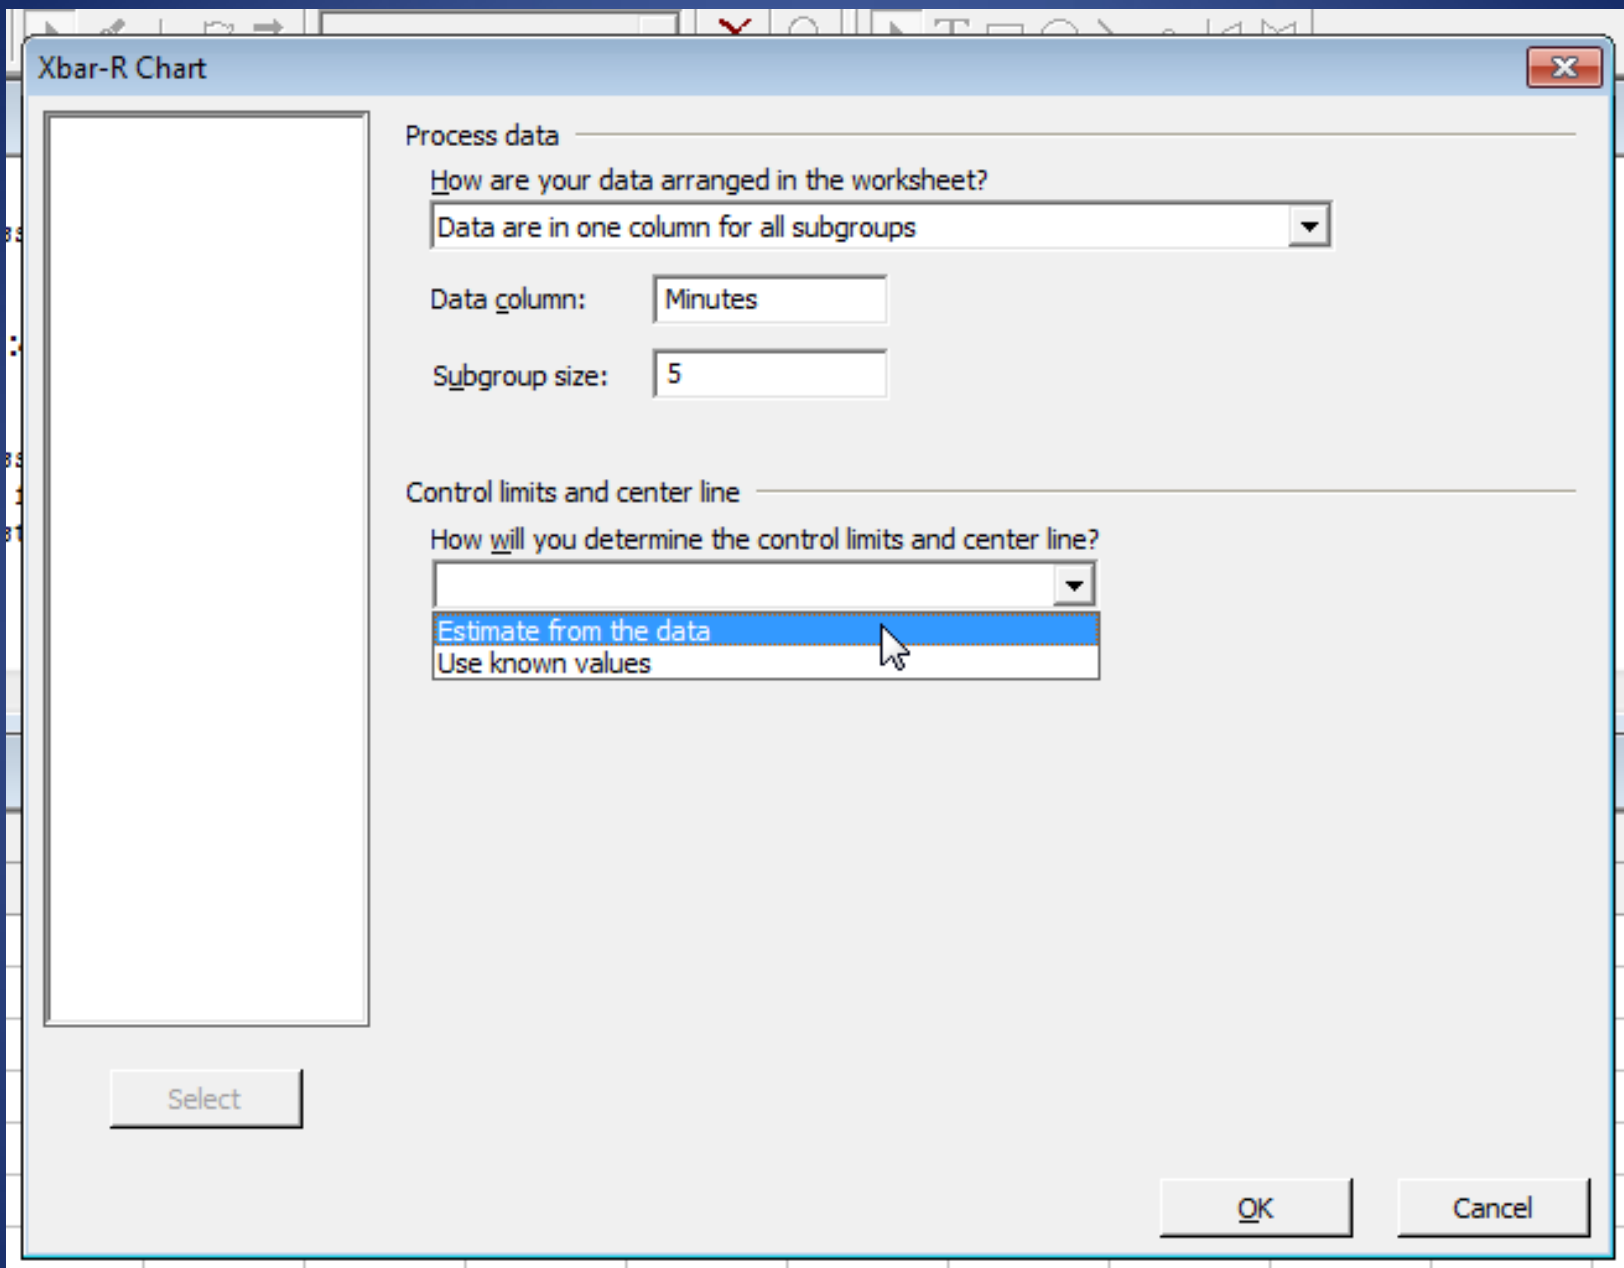 Xbar-R Chart
Process data
How are your data arranged in the worksheet?
Data are in one column for all subgroups
Data column: Minutes
Subgroup size: 5
Control limits and center line
How will you determine the control limits and center line?
Estimate from the data
Use known values
Select
OK Cancel